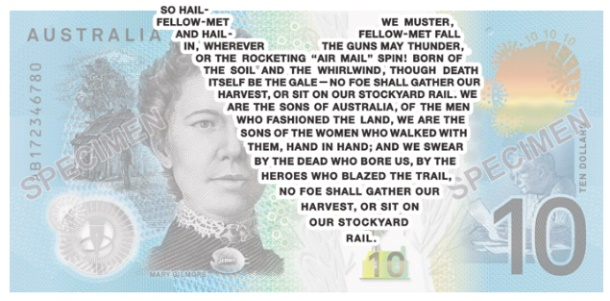 SO HAIL-
FELLOW-MET WE MUSTER,
AUSTRALIA AND HAIL- FELLOW-MET FALL
IN, WHEREVER THE GUNS MAY THUNDER,
OR THE ROCKETING “AIR MAIL” SPIN! BORN OF
THE SOIL AND THE WHIRLWIND, THOUGH DEATH
ITSELF BE THE GALE — NO FOE SHALL GATHER OUR
HARVEST, OR SIT ON OUR STOCKYARD RAIL. WE
ARE THE SONS OF AUSTRALIA, OF THE MEN
WHO FASHIONED THE LAND, WE ARE THE
SONS OF THE WOMEN WHO WALKED WITH
THEM, HAND IN HAND; AND WE SWEAR
BY THE DEAD WHO BORE US, BY THE
HEROES WHO BLAZED THE TRAIL,
NO FOE SHALL GATHER OUR
HARVEST, OR SIT ON
OUR STOCKYARD
RAIL.
10 10 10
SPECIMEN
SPECIMEN
TEN DOLLARS
10
10
MARY GILMORE